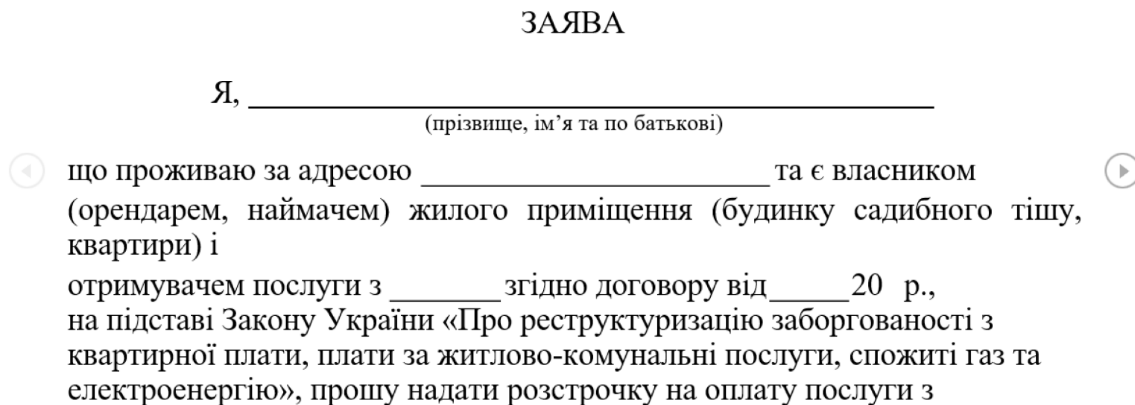 ЗАЯВА
Я, ________________________
(прізвище, ім’я та по батькові)
що проживаю за адресою ____________ та є власником
(орендарем, наймачем) жилого приміщення (будинку садибного тішу,
квартири) і
отримувачем послуги з _______ згідно договору від_____20 р.,
на підставі Закону України «Про реструктуризацію заборгованості з
квартирної плати, плати за житлово-комунальні послуги, спожиті газ та
електроенергію», прошу надати розстрочку на оплату послуги з